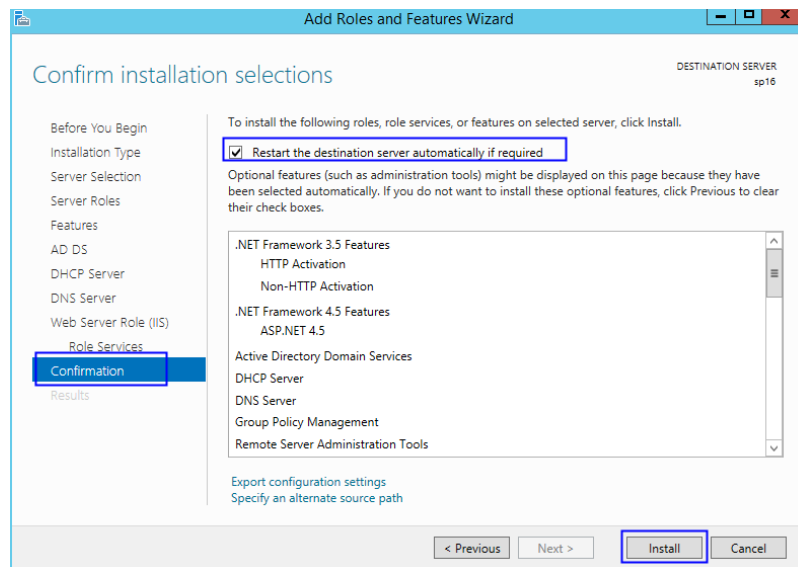 Add Roles and Features Wizard
Confirm installation selections
DESTINATION SERVER
sp16
Before You Begin
Installation Type
Server Selection
Server Roles
Features
AD DS
DHCP Server
DNS Server
Web Server Role (IIS)
Role Services
Confirmation
Results
To install the following roles, role services, or features on selected server, click Install.
Restart the destination server automatically if required
Optional features (such as administration tools) might be displayed on this page because they have
been selected automatically. If you do not want to install these optional features, click Previous to clear
their check boxes.
.NET Framework 3.5 Features
HTTP Activation
Non-HTTP Activation
.NET Framework 4.5 Features
ASP.NET 4.5
Active Directory Domain Services
DHCP Server
DNS Server
Group Policy Management
Remote Server Administration Tools
Export configuration settings
Specify an alternate source path
< Previous
Next >
Install
Cancel